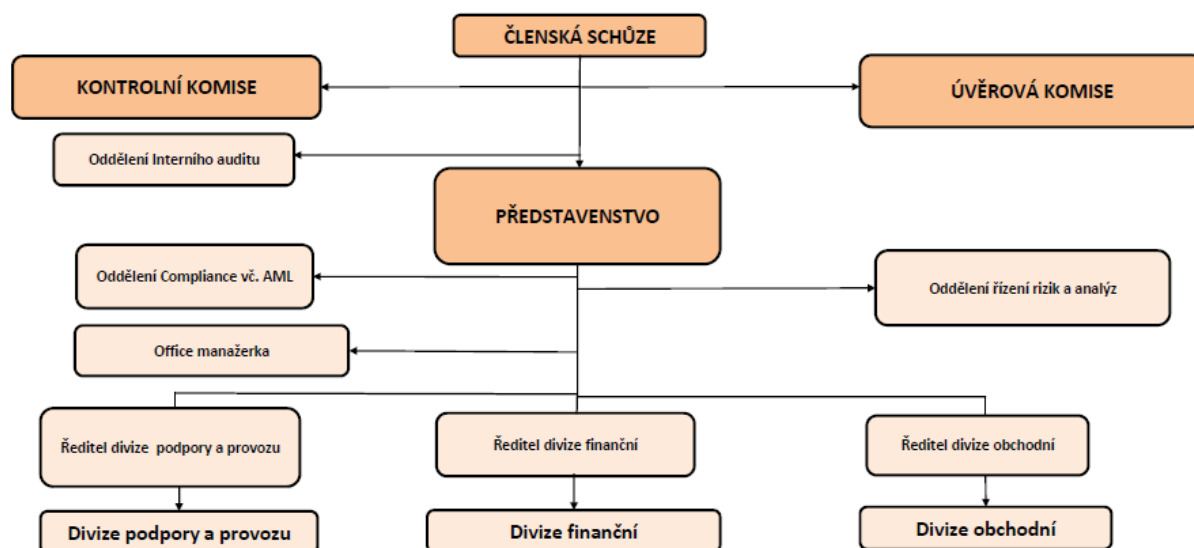 ČLENSKÁ SCHŮZE
KONTROLNÍ KOMISE
ÚVĚROVÁ KOMISE
Oddělení Interního auditu
PŘEDSTAVENSTVO
Oddělení Compliance vč. AML
Oddělení řízení rizik a analýz
Office manažerka
Ředitel divize podpory a provozu
Ředitel divize finanční
Ředitel divize obchodní
Divize podpory a provozu
Divize finanční
Divize obchodní